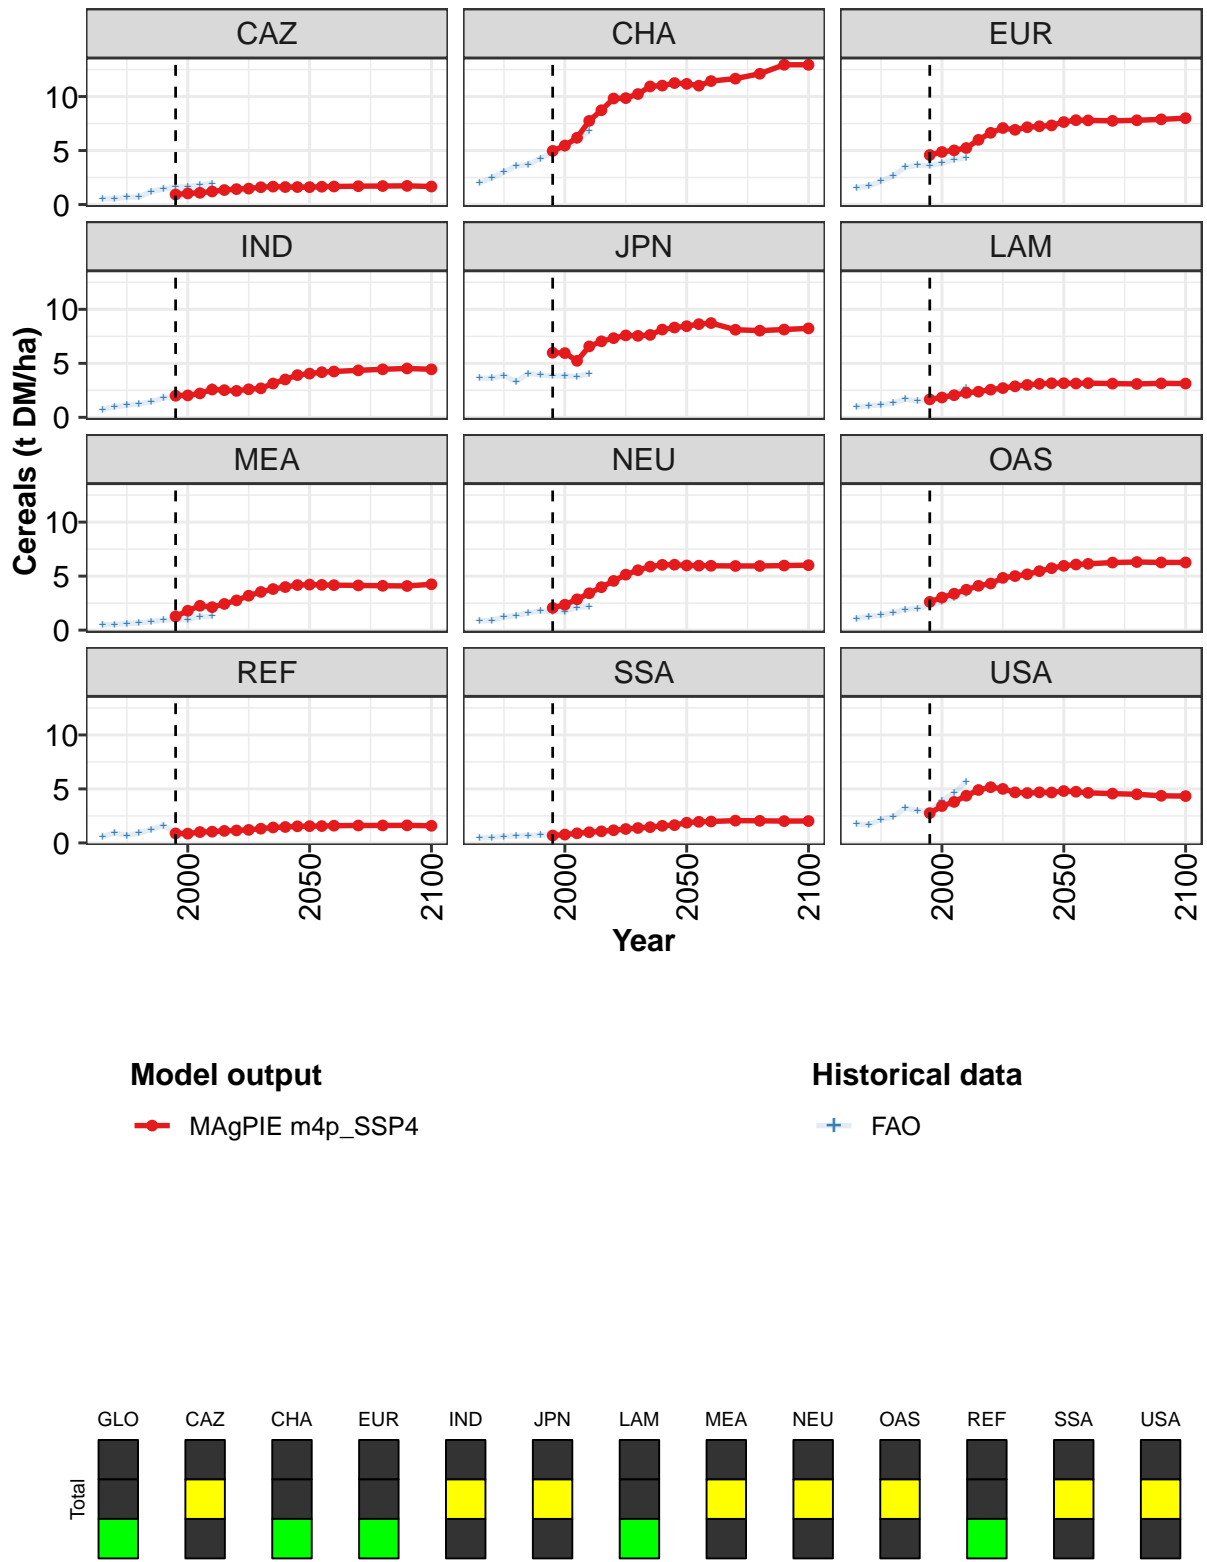 CAZ CHA EUR
10
5
0
IND JPN LAM
10
5
0
MEA NEU OAS
10
5
0
REF SSA USA
10
5
0
2000 2050 2100 2000 2050 2100 2000 2050 2100
Cereals (t DM/ha)
Year
Model output Historical data
MAgPIE m4p_SSP4 FAO
GLO CAZ CHA EUR IND JPN LAM MEA NEU OAS REF SSA USA
Total